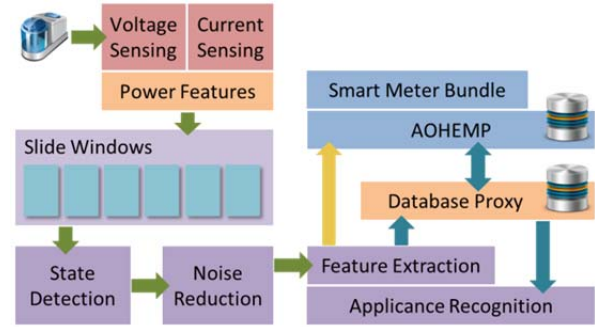 Voltage
Sensing
Current
Sensing
Power Features
Slide Windows
State
Detection
Noise
Reduction
Smart Meter Bundle
AOHEMP
Database Proxy
Feature Extraction
Applicance Recognition